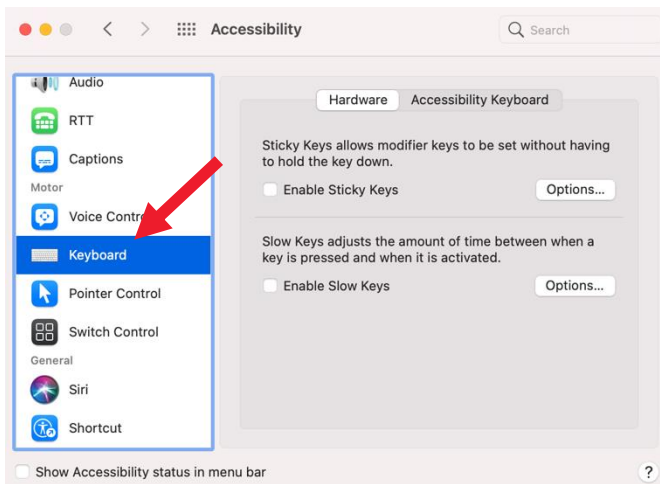 Accessibility
Search
Audio
RTT
Captions
Motor
Voice Contr
Keyboard
Pointer Control
Switch Control
General
Siri
Shortcut
Hardware
Accessibility Keyboard
Sticky Keys allows modifier keys to be set without having
to hold the key down.
Enable Sticky Keys
Options...
Slow Keys adjusts the amount of time between when a
key is pressed and when it is activated.
Enable Slow Keys
Options...
Show Accessibility status in menu bar
?